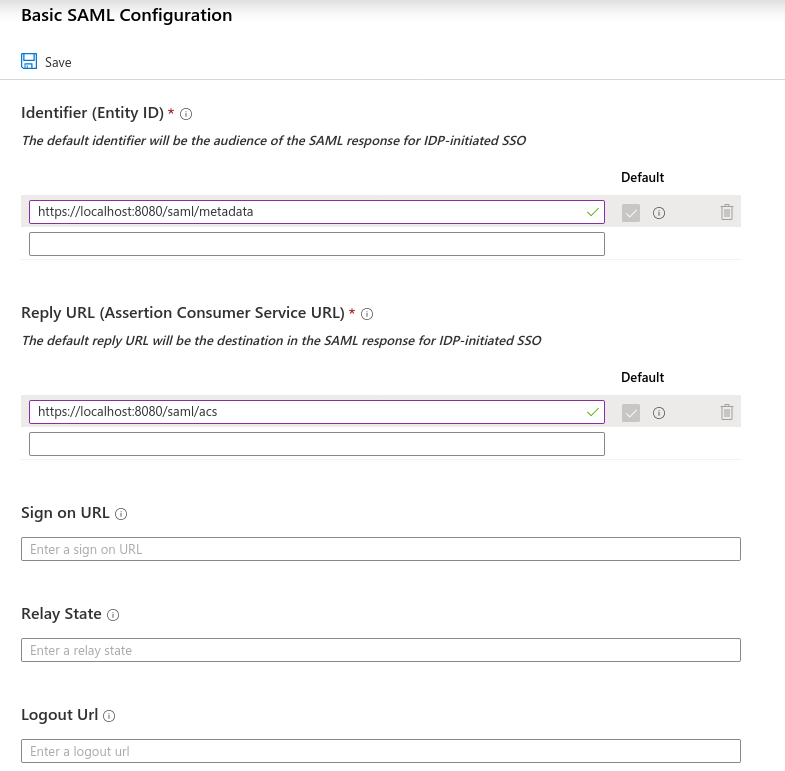 Basic SAML Configuration
Save
Identifier (Entity ID) *
The default identifier will be the audience of the SAML response for IDP-initiated SSO
Default
https://localhost:8080/saml/metadata
Reply URL (Assertion Consumer Service URL) *
The default reply URL will be the destination in the SAML response for IDP-initiated SSO
Default
https://localhost:8080/saml/acs
Sign on URL
Enter a sign on URL
Relay State
Enter a relay state
Logout Url
Enter a logout url